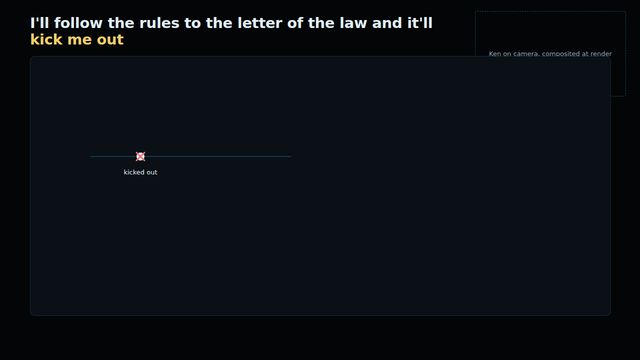 I'll follow the rules to the letter of the law and it'll
kick me out
Ken on camera, composited at render
kicked out